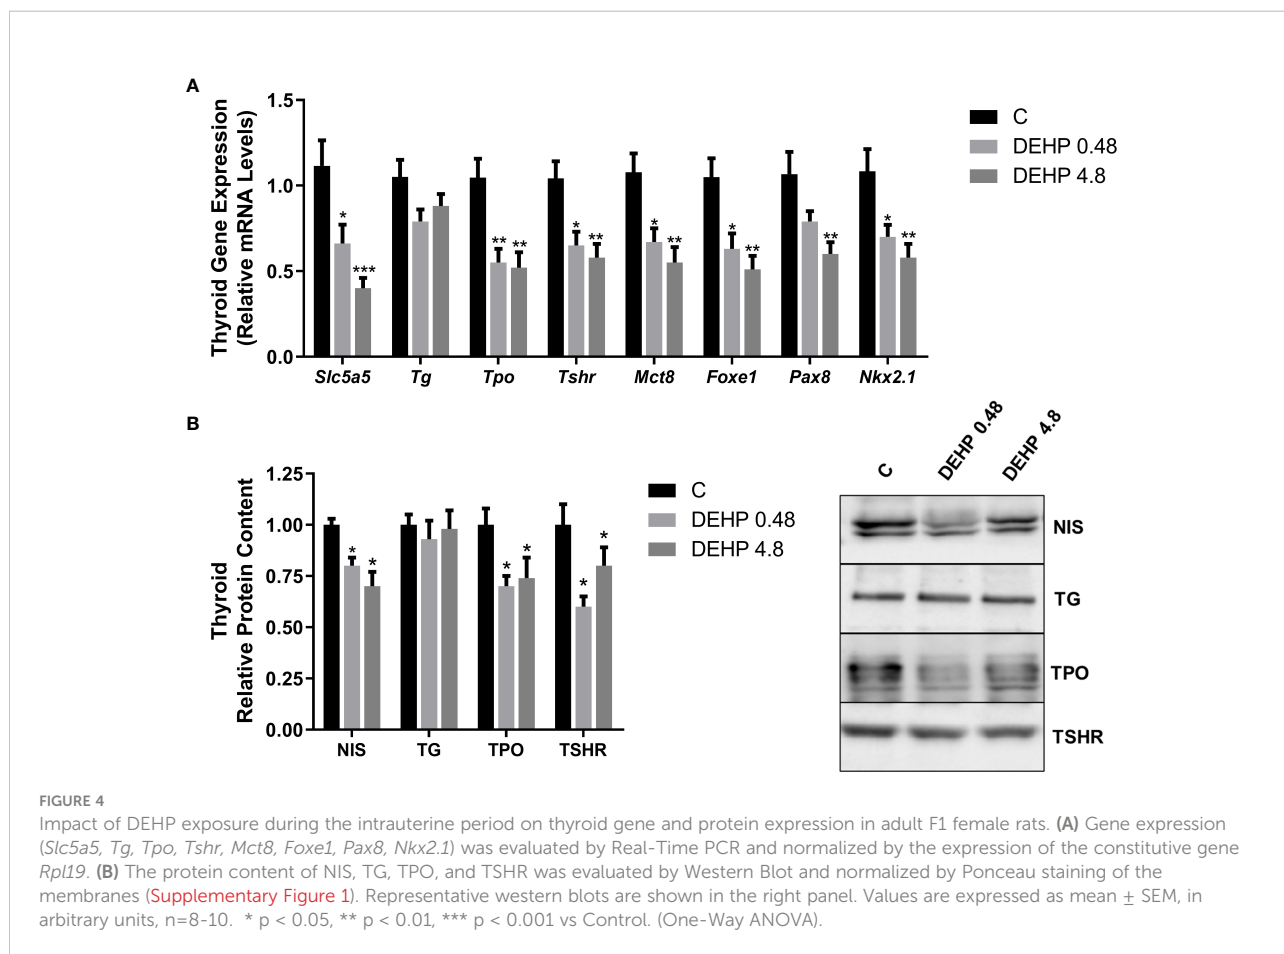 A
Thyroid Gene Expression
(Relative mRNA Levels)
1.5
1.0
0.5
0.0
*
***
** **
* **
* **
* **
**
* **
Slc5a5 Tg Tpo Tshr Mct8 Foxe1 Pax8 Nkx2.1
C
DEHP 0.48
DEHP 4.8
B
Thyroid
Relative Protein Content
1.25
1.00
0.75
0.50
0.25
0.00
* *
* *
* *
NIS TG TPO TSHR
C
DEHP 0.48
DEHP 4.8
C DEHP 0.48 DEHP 4.8
NIS
TG
TPO
TSHR
FIGURE 4
Impact of DEHP exposure during the intrauterine period on thyroid gene and protein expression in adult F1 female rats. (A) Gene expression
(Slc5a5, Tg, Tpo, Tshr, Mct8, Foxe1, Pax8, Nkx2.1) was evaluated by Real-Time PCR and normalized by the expression of the constitutive gene
Rpl19. (B) The protein content of NIS, TG, TPO, and TSHR was evaluated by Western Blot and normalized by Ponceau staining of the
membranes (Supplementary Figure 1). Representative western blots are shown in the right panel. Values are expressed as mean ± SEM, in
arbitrary units, n=8-10. * p < 0.05, ** p < 0.01, *** p < 0.001 vs Control. (One-Way ANOVA).